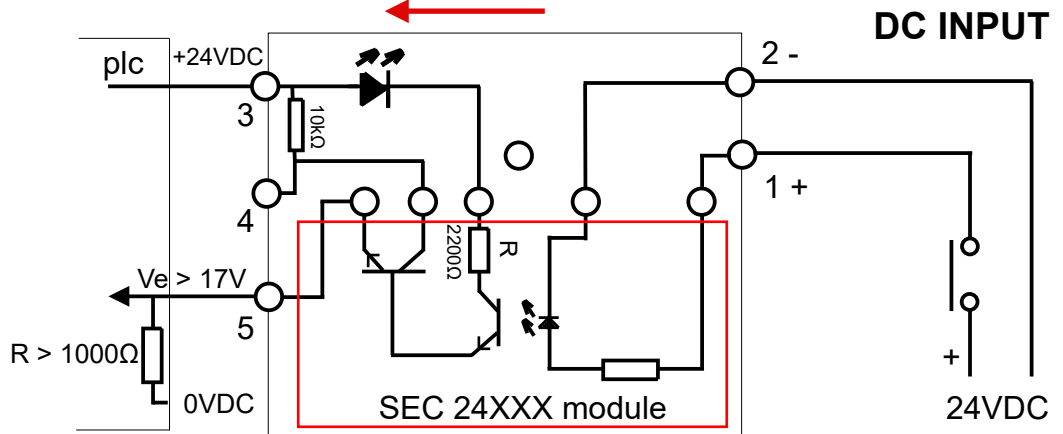 DC INPUT
plc
+24VDC
2 -
3
10kΩ
1 +
4
2200Ω
R
Ve > 17V
5
R > 1000Ω
+
0VDC
SEC 24XXX module
24VDC